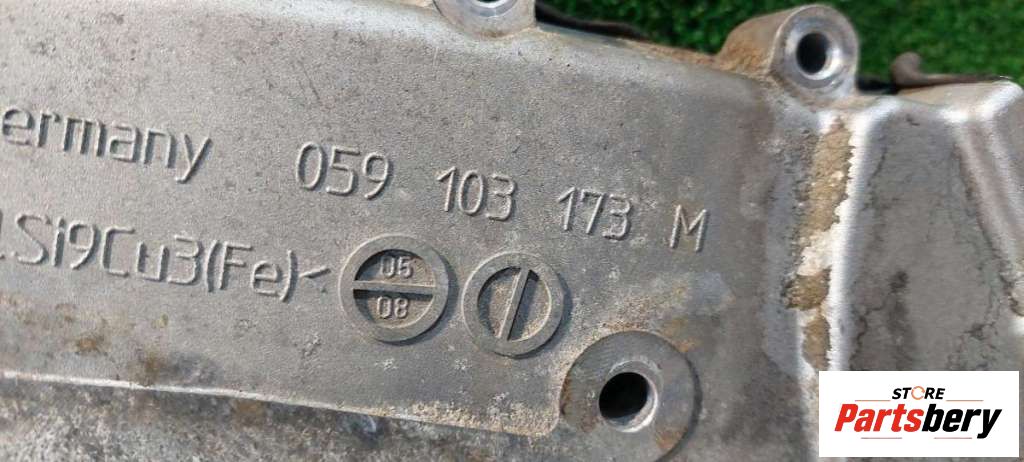 ermany 059 103 173 M
Si9Cu3(Fe)<
05
08
STORE
Partsbery